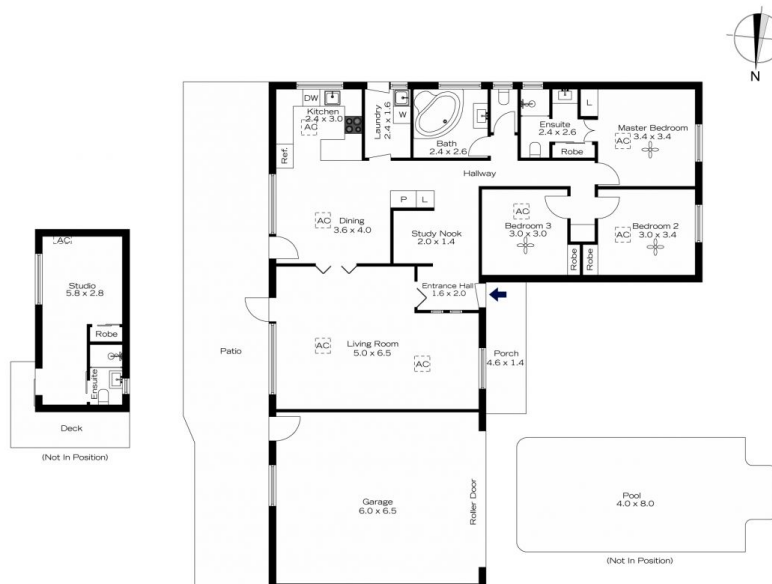 N
DW
Kitchen
2.4 x 3.0
AC
Ref.
Laundry
2.4 x 1.6
W
Bath
2.4 x 2.6
Ensuite
2.4 x 2.6
L
Robe
Master Bedroom
3.4 x 3.4
AC
Hallway
P
L
AC
Dining
3.6 x 4.0
Study Nook
2.0 x 1.4
AC
Bedroom 3
3.0 x 3.0
Robe
Robe
Bedroom 2
3.0 x 3.4
AC
AC
Studio
5.8 x 2.8
Robe
Ensuite
Deck
(Not In Position)
Entrance Hall
1.6 x 2.0
Patio
AC
Living Room
5.0 x 6.5
AC
Porch
4.6 x 1.4
Garage
6.0 x 6.5
Roller Door
Pool
4.0 x 8.0
(Not In Position)